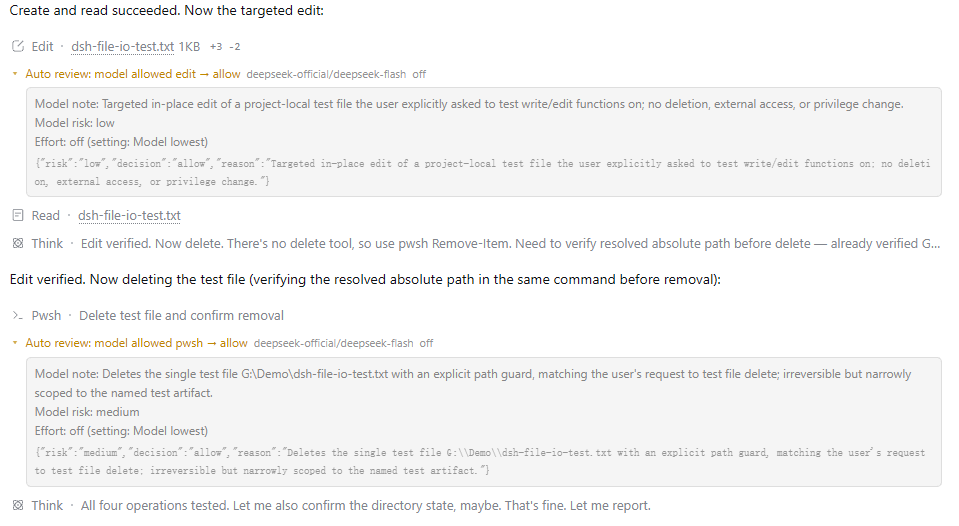 Create and read succeeded. Now the targeted edit:
Edit · dsh-file-io-test.txt 1KB +3 -2
Auto review: model allowed edit → allow deepseek-official/deepseek-flash off
Model note: Targeted in-place edit of a project-local test file the user explicitly asked to test write/edit functions on; no deletion, external access, or privilege change.
Model risk: low
Effort: off (setting: Model lowest)
{"risk":"low","decision":"allow","reason":"Targeted in-place edit of a project-local test file the user explicitly asked to test write/edit functions on; no deleti
on, external access, or privilege change."}
Read · dsh-file-io-test.txt
Think · Edit verified. Now delete. There's no delete tool, so use pwsh Remove-Item. Need to verify resolved absolute path before delete — already verified G...
Edit verified. Now deleting the test file (verifying the resolved absolute path in the same command before removal):
Pwsh · Delete test file and confirm removal
Auto review: model allowed pwsh → allow deepseek-official/deepseek-flash off
Model note: Deletes the single test file G:\Demo\dsh-file-io-test.txt with an explicit path guard, matching the user's request to test file delete; irreversible but narrowly
scoped to the named test artifact.
Model risk: medium
Effort: off (setting: Model lowest)
{"risk":"medium","decision":"allow","reason":"Deletes the single test file G:\\Demo\\dsh-file-io-test.txt with an explicit path guard, matching the user's request
to test file delete; irreversible but narrowly scoped to the named test artifact."}
Think · All four operations tested. Let me also confirm the directory state, maybe. That's fine. Let me report.